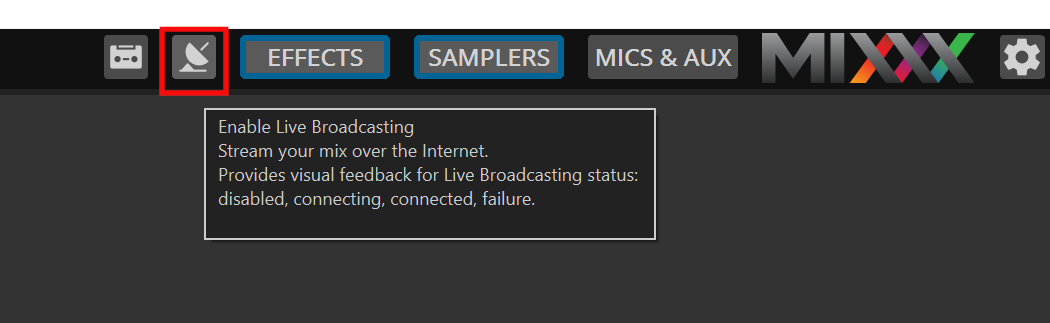 EFFECTS SAMPLERS MICS & AUX MIXXX
Enable Live Broadcasting
Stream your mix over the Internet.
Provides visual feedback for Live Broadcasting status:
disabled, connecting, connected, failure.